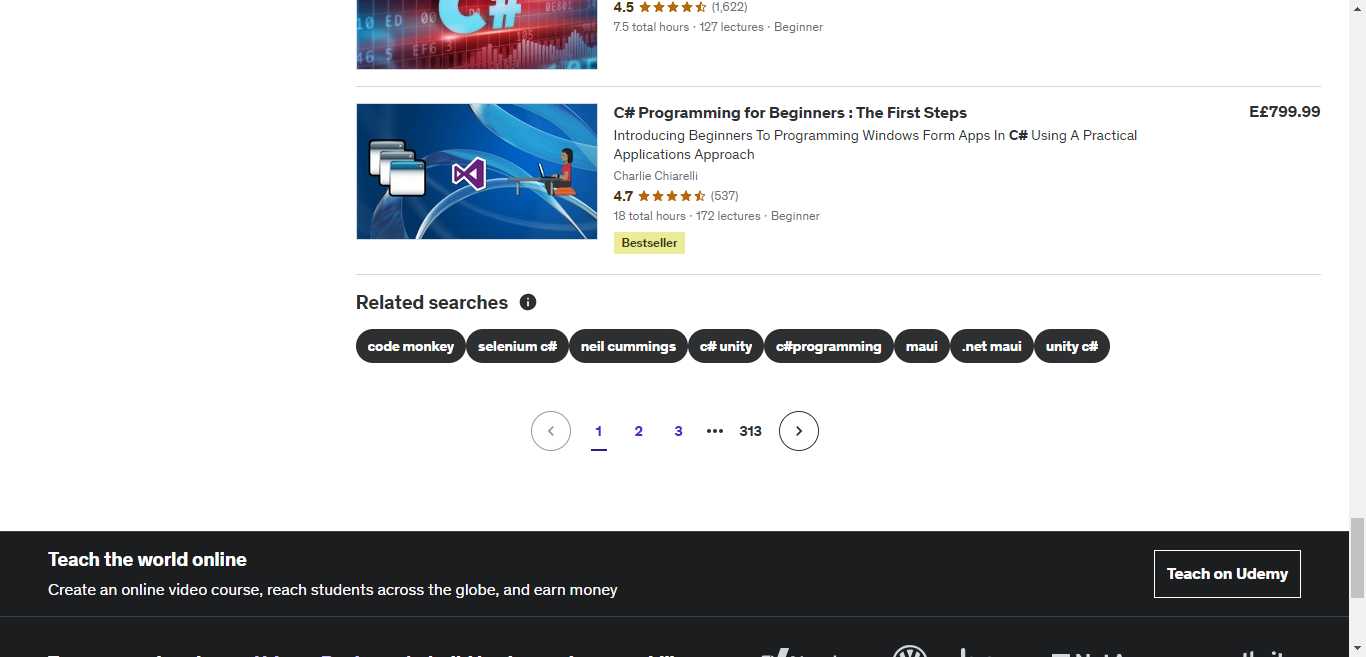 C#
4.5 (1,622)
7.5 total hours · 127 lectures · Beginner
C# Programming for Beginners : The First Steps
E£799.99
Introducing Beginners To Programming Windows Form Apps In C# Using A Practical
Applications Approach
Charlie Chiarelli
4.7 (537)
18 total hours · 172 lectures · Beginner
Bestseller
Related searches
code monkey selenium c# neil cummings c# unity c#programming maui .net maui unity c#
1 2 3 ••• 313
Teach the world online
Create an online video course, reach students across the globe, and earn money
Teach on Udemy